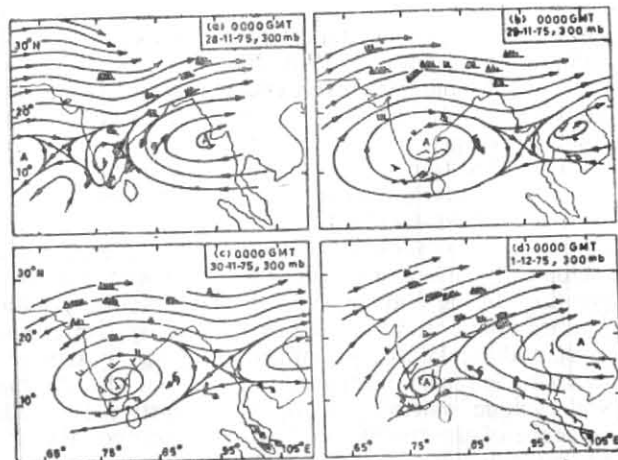 (a) 0000 GMT
28-11-75, 300 mb
30°N
20°
A
10°
A
(b) 0000 GMT
29-11-75, 300 mb
A
(c) 0000 GMT
30-11-75, 300 mb
30°N
20°
10°
65°
75°
95°
105°E
(d) 0000 GMT
1-12-75, 300 mb
A
A
65°
75°
85°
95°
105°E